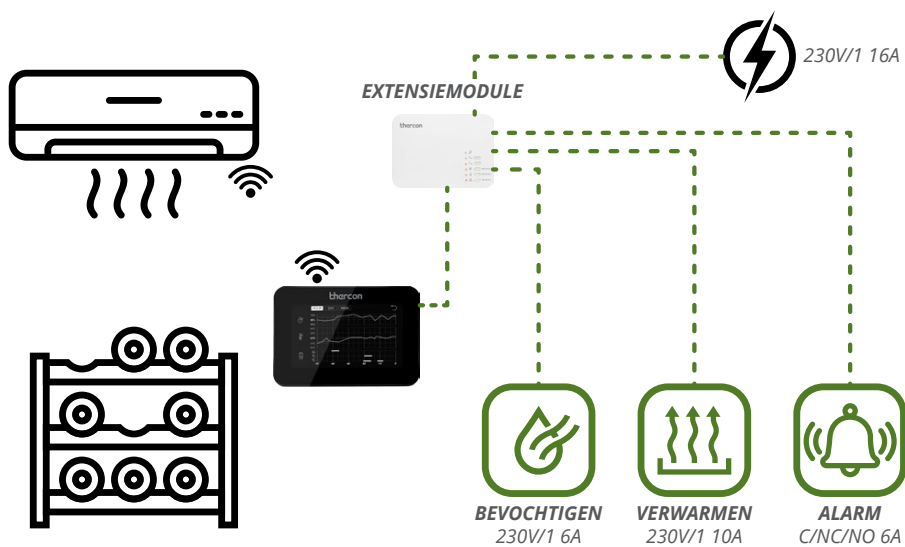 230V/1 16A
EXTENSIEMODULE
thercon
thercon
BEVOCHTIGEN
230V/1 6A
VERWARMEN
230V/1 10A
ALARM
C/NC/NO 6A